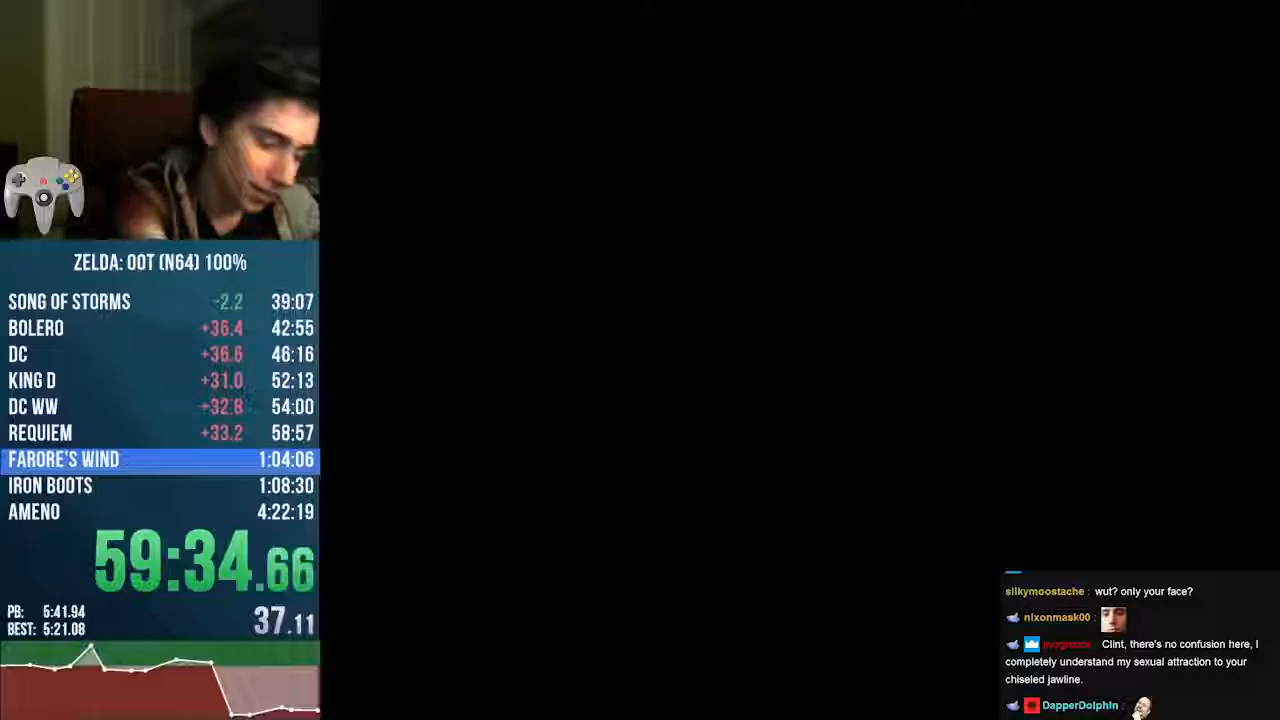 ZELDA: OOT (N64) 100%
SONG OF STORMS -2.2 39:07
BOLERO +36.4 42:55
DC +36.6 46:16
KING D +31.0 52:13
DC WW +32.8 54:00
REQUIEM +33.2 58:57
FARORE'S WIND 1:04:06
IRON BOOTS 1:08:30
AMENO 4:22:19
59:34.66
PB: 5:41.94
BEST: 5:21.08
37.11
silkymoostache : wut? only your face?
nixonmask00 :
Clint, there's no confusion here, I
completely understand my sexual attraction to your
chiseled jawline.
DapperDolphin :